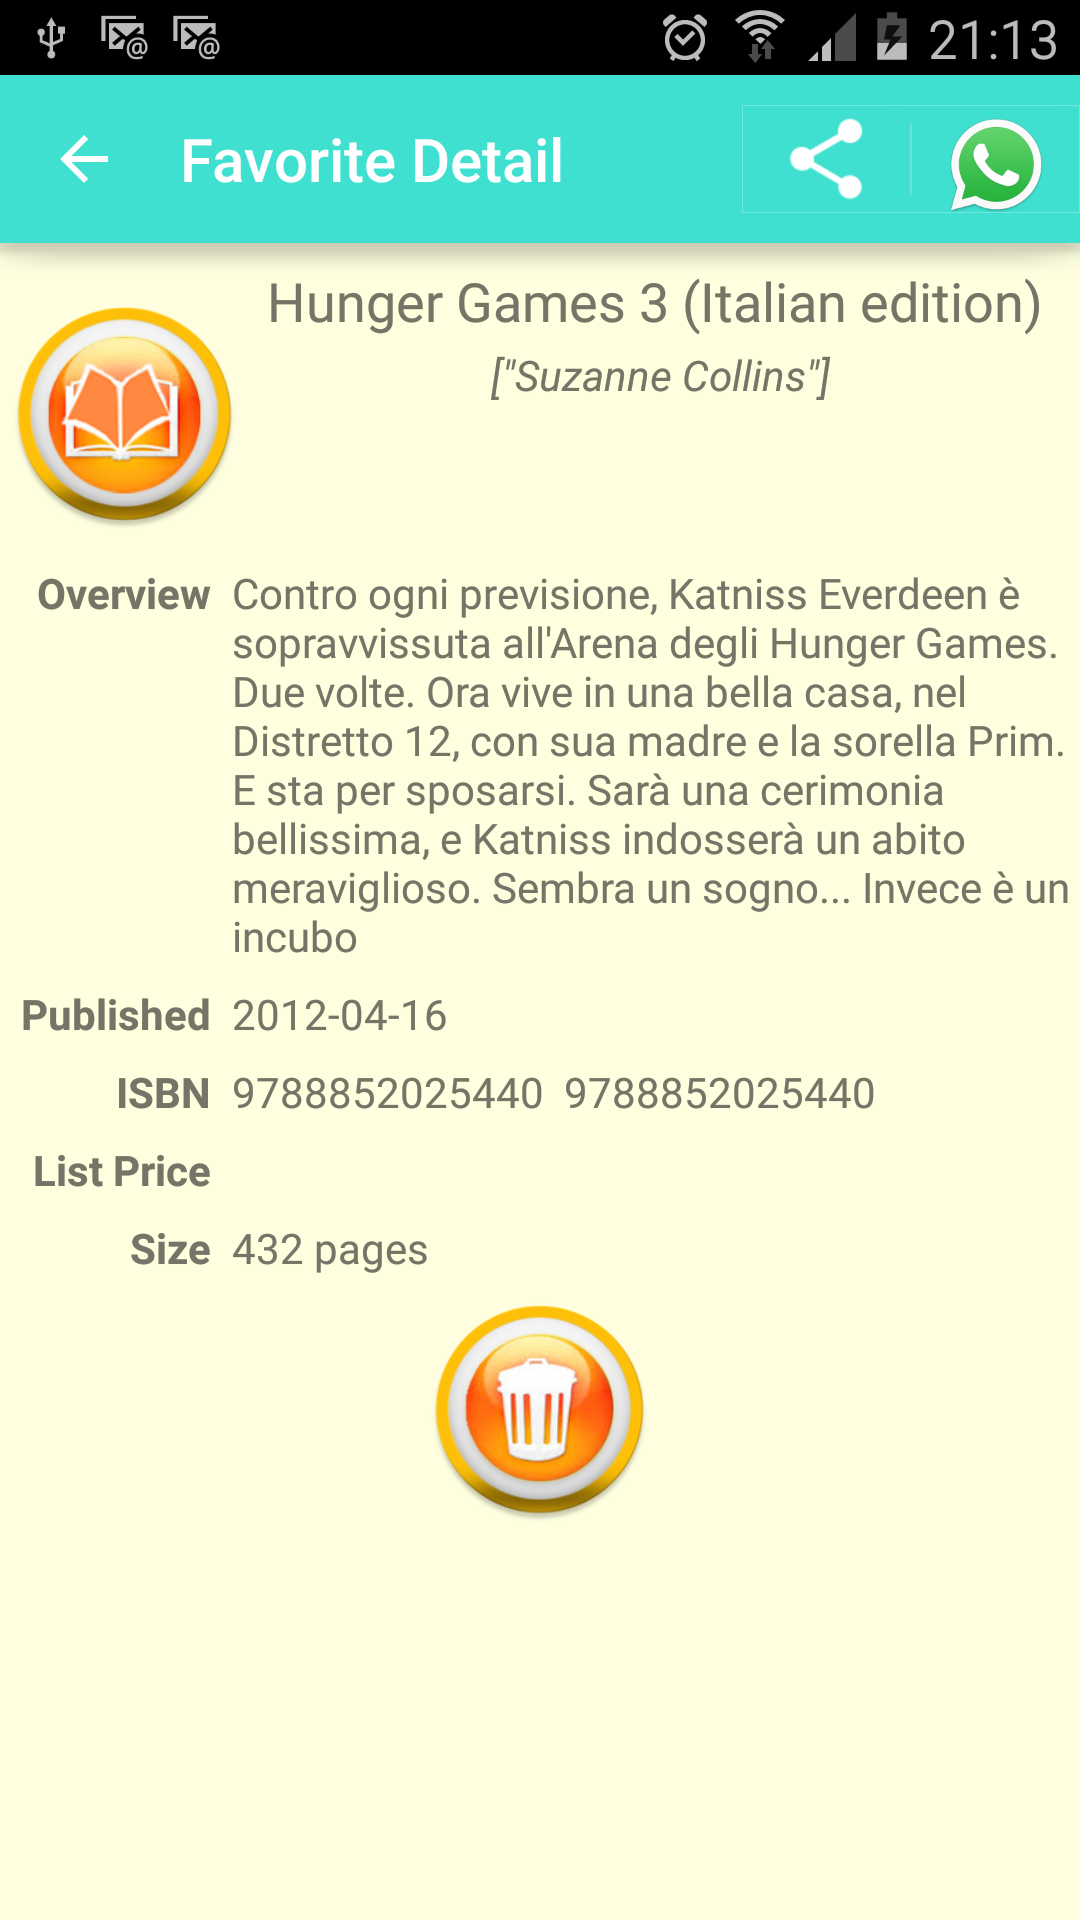 21:13
Favorite Detail
Hunger Games 3 (Italian edition)
["Suzanne Collins"]
Overview Contro ogni previsione, Katniss Everdeen è
sopravvissuta all'Arena degli Hunger Games.
Due volte. Ora vive in una bella casa, nel
Distretto 12, con sua madre e la sorella Prim.
E sta per sposarsi. Sarà una cerimonia
bellissima, e Katniss indosserà un abito
meraviglioso. Sembra un sogno... Invece è un
incubo
Published 2012-04-16
ISBN 9788852025440 9788852025440
List Price
Size 432 pages